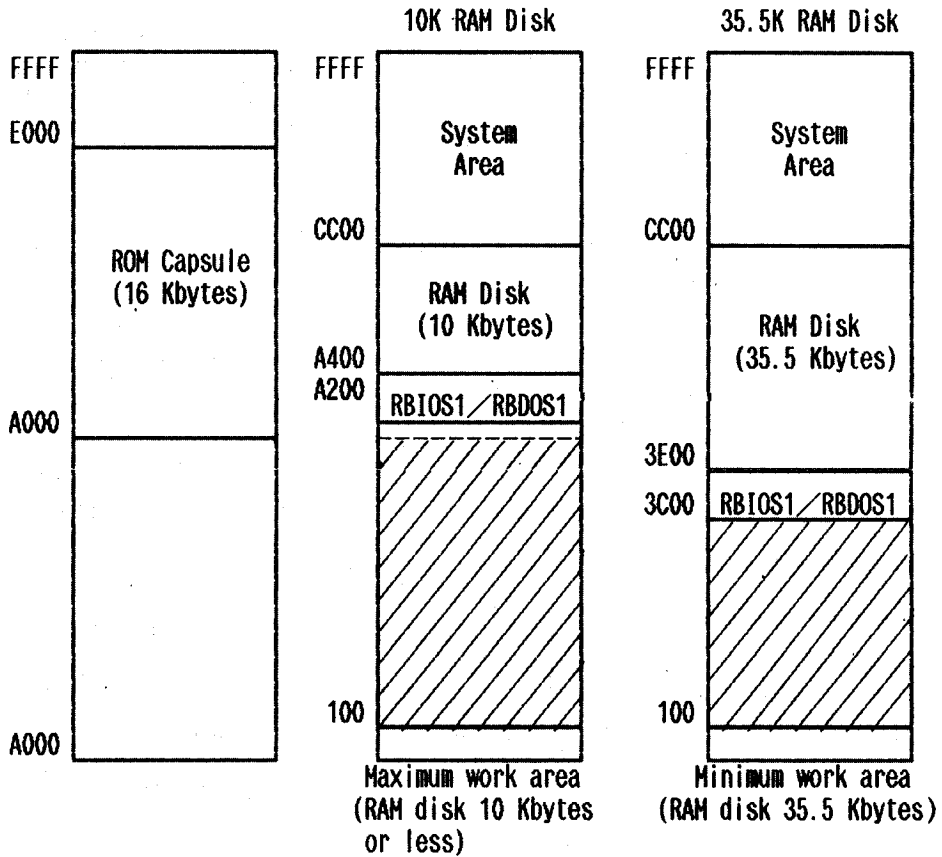 10K RAM Disk
35.5K RAM Disk
FFFF
E000
ROM Capsule
(16 Kbytes)
A000
A000
FFFF
System
Area
CC00
RAM Disk
(10 Kbytes)
A400
A200
RBIOS1／RBDOS1
100
Maximum work area
(RAM disk 10 Kbytes
or less)
FFFF
System
Area
CC00
RAM Disk
(35.5 Kbytes)
3E00
3C00
RBIOS1／RBDOS1
100
Minimum work area
(RAM disk 35.5 Kbytes)